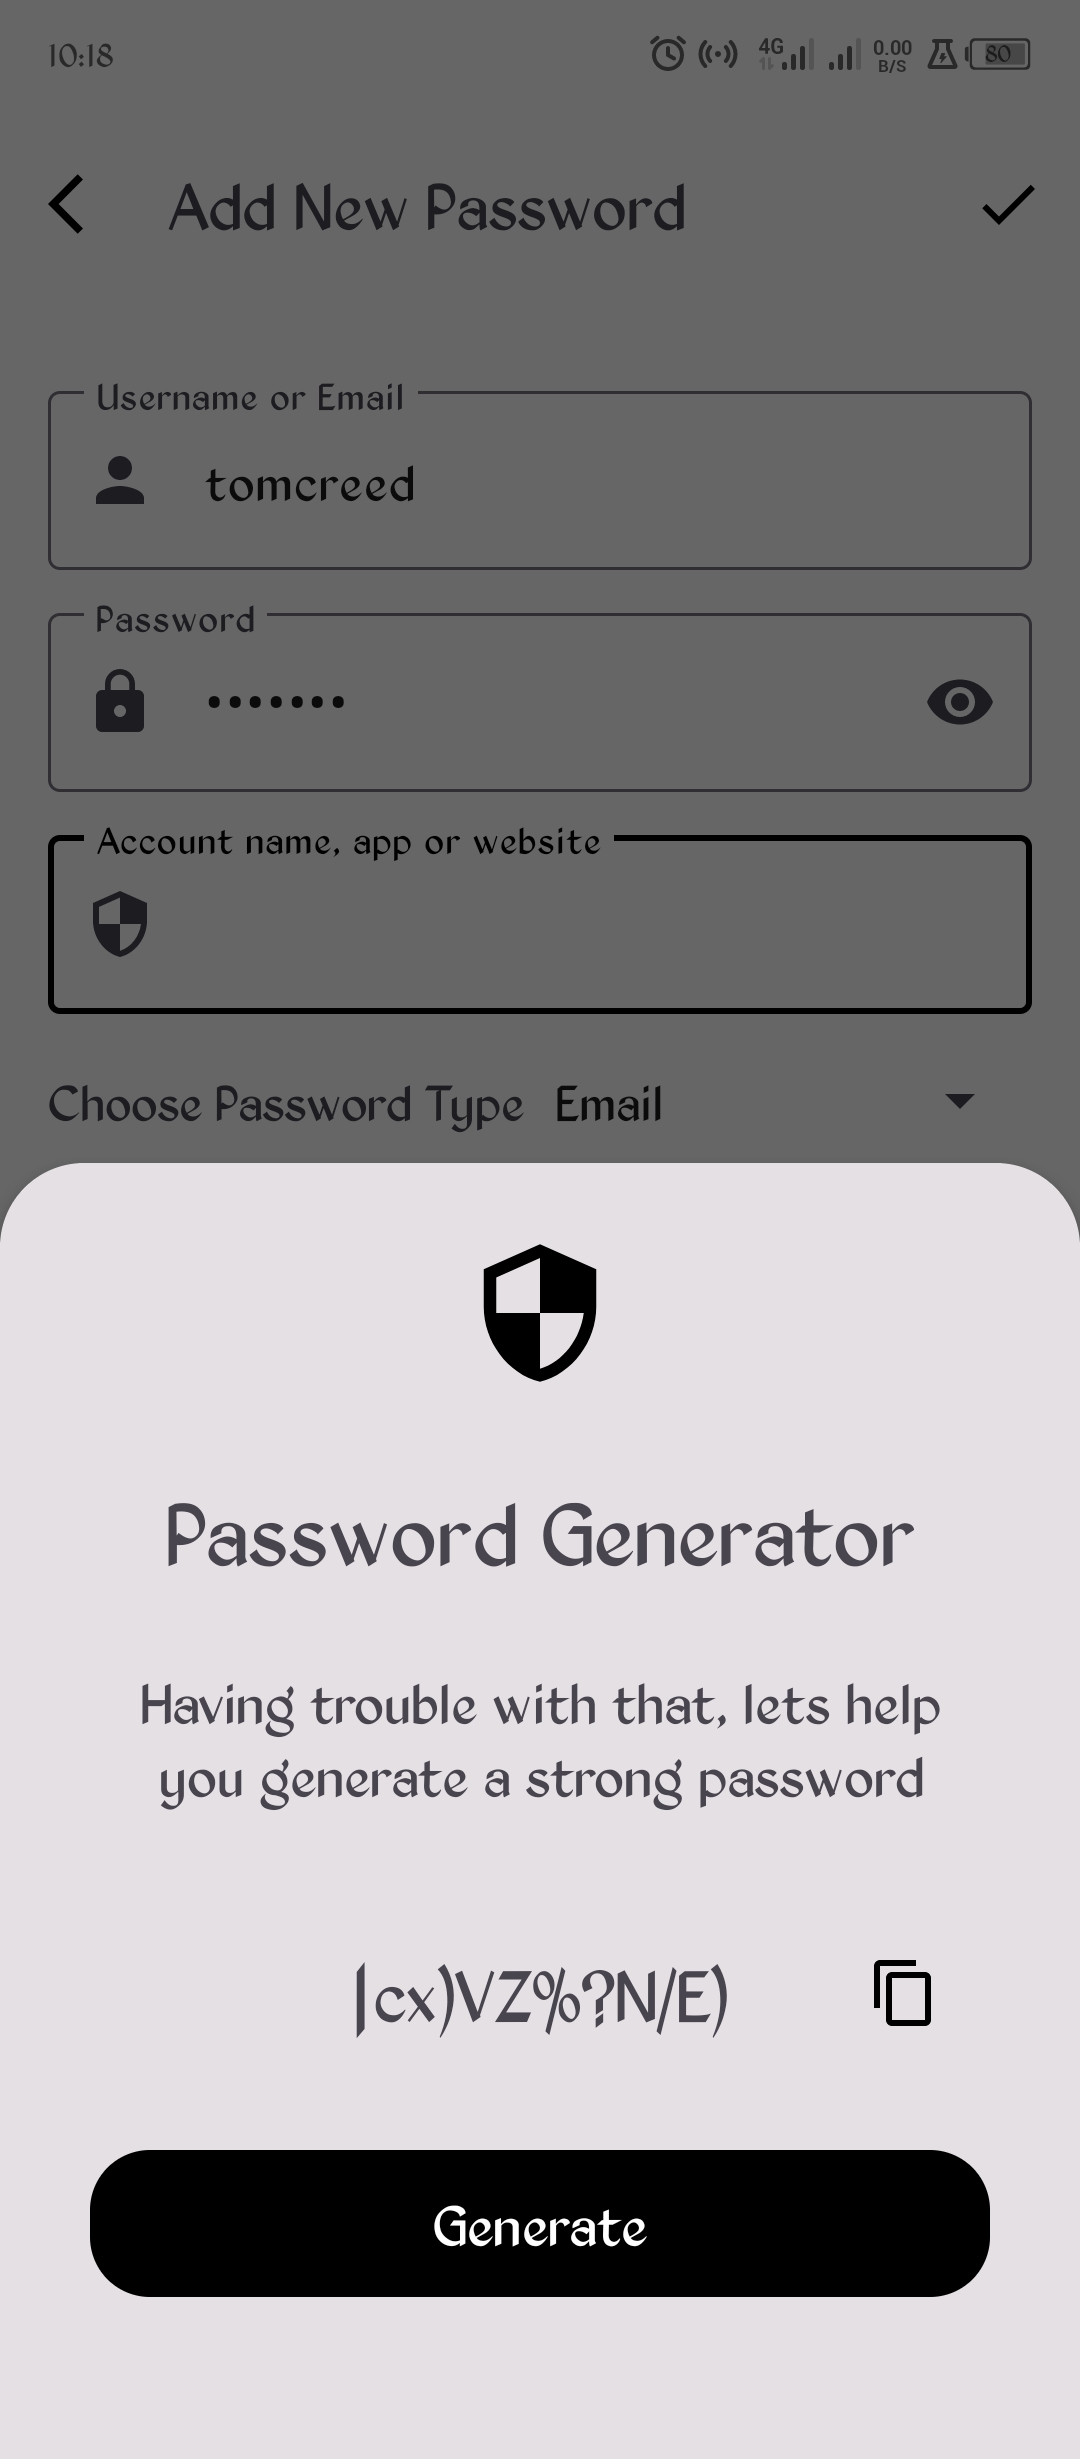 10:18
4G
0.00
B/S
80
Add New Password
Username or Email
tomcreed
Password
•••••••
Account name, app or website
Choose Password Type Email
Password Generator
Having trouble with that, lets help
you generate a strong password
|cx)VZ%?N/E)
Generate